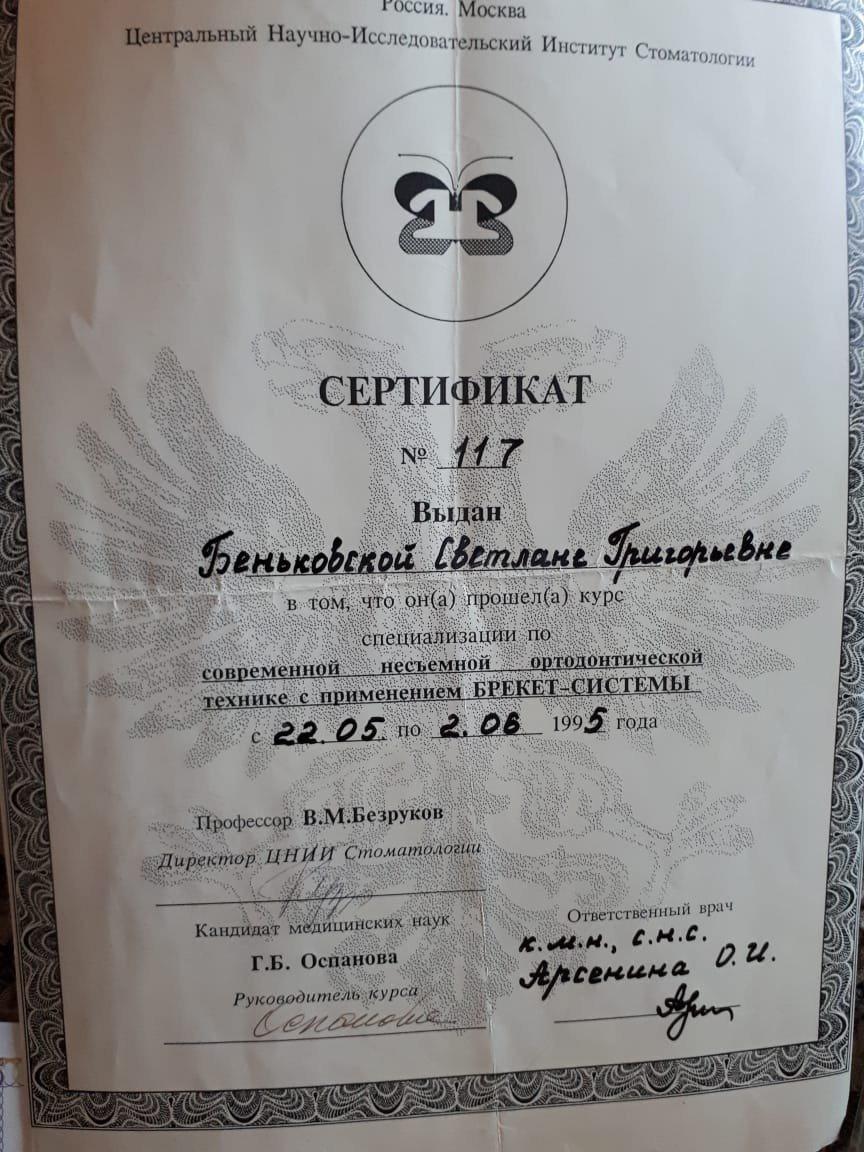 Россия. Москва
Центральный Научно-Исследовательский Институт Стоматологии
СЕРТИФИКАТ
№ 117
Выдан
Беньковской Светлане Григорьевне
в том, что он(а) прошел(а) курс
специализации по
современной несъемной ортодонтической
технике с применением БРЕКЕТ-СИСТЕМЫ
с 22.05 по 2.06 1995 года
Профессор В.М.Безруков
Директор ЦНИИ Стоматологии
Кандидат медицинских наук
Г.Б. Оспанова
Руководитель курса
Оспанова
Ответственный врач
к.м.н., с.н.с.
Арсенина О.И.